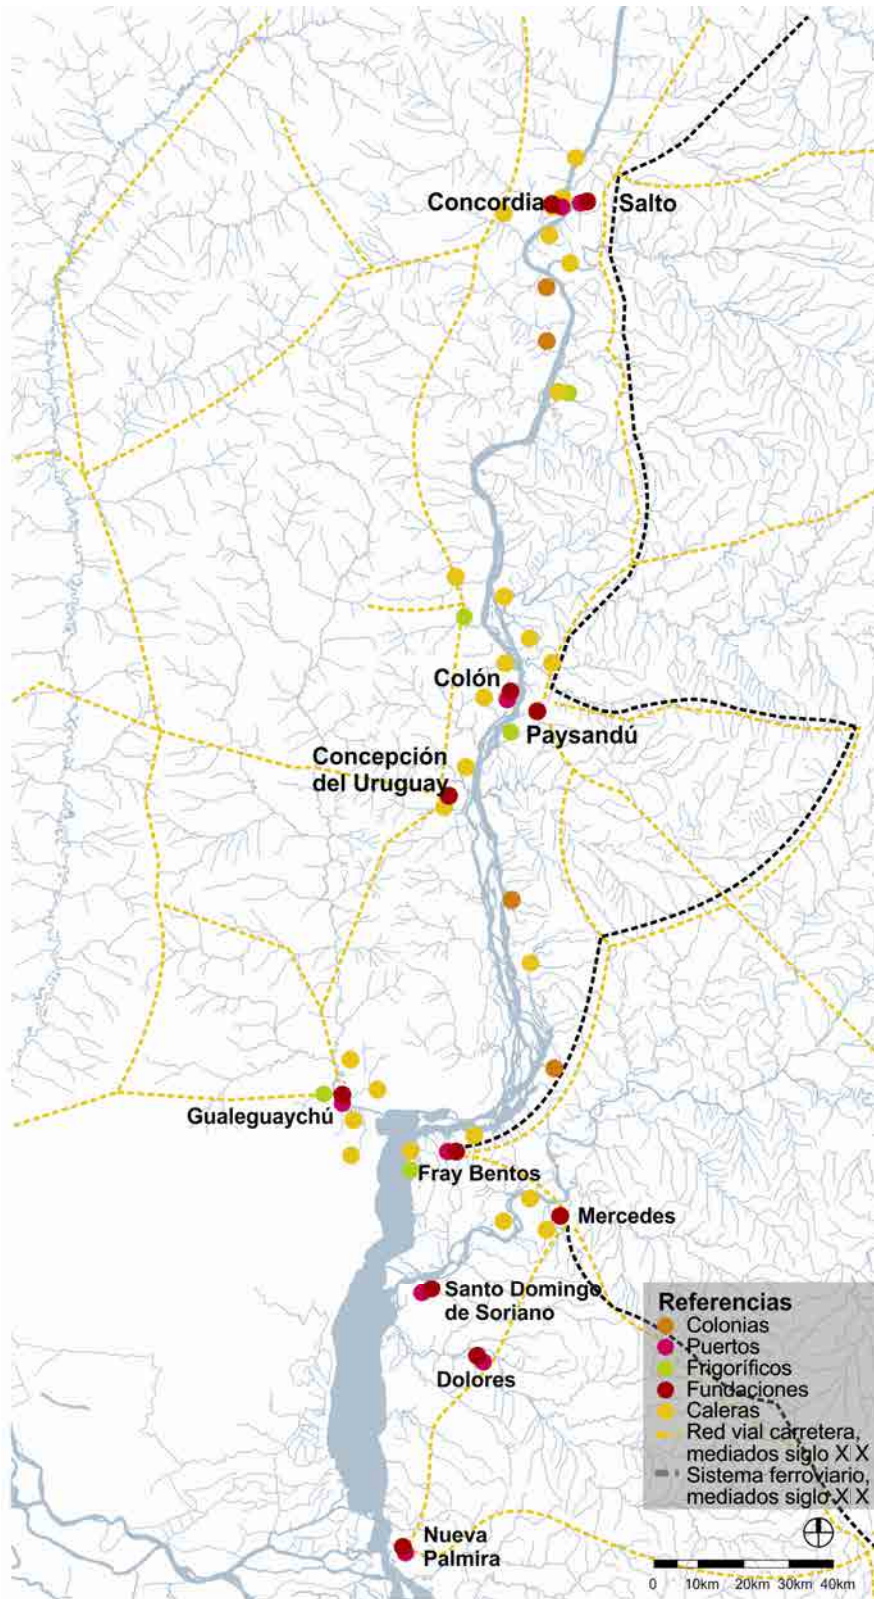 Concordia
Salto
Colón
Paysandú
Concepción
del Uruguay
Gualeguaychú
Fray Bentos
Mercedes
Santo Domingo
de Soriano
Dolores
Nueva
Palmira
Referencias
Colonias
Puertos
Frigoríficos
Fundaciones
Caleras
Red vial carretera,
mediados siglo XX
Sistema ferroviario,
mediados siglo XX
0 10km 20km 30km 40km